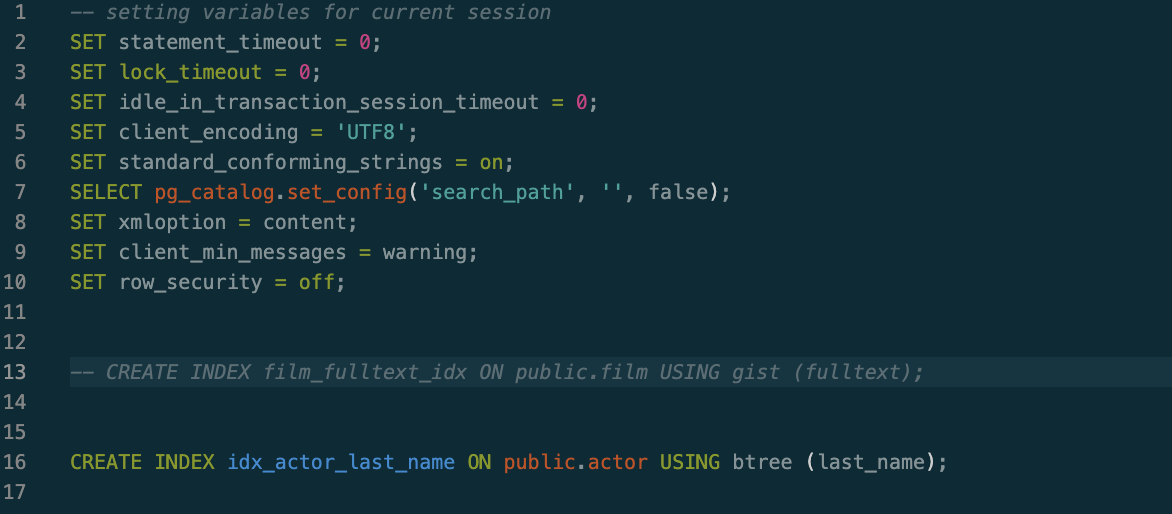 1 -- setting variables for current session
2 SET statement_timeout = 0;
3 SET lock_timeout = 0;
4 SET idle_in_transaction_session_timeout = 0;
5 SET client_encoding = 'UTF8';
6 SET standard_conforming_strings = on;
7 SELECT pg_catalog.set_config('search_path', '', false);
8 SET xmloption = content;
9 SET client_min_messages = warning;
10 SET row_security = off;
11
12
13 -- CREATE INDEX film_fulltext_idx ON public.film USING gist (fulltext);
14
15
16 CREATE INDEX idx_actor_last_name ON public.actor USING btree (last_name);
17